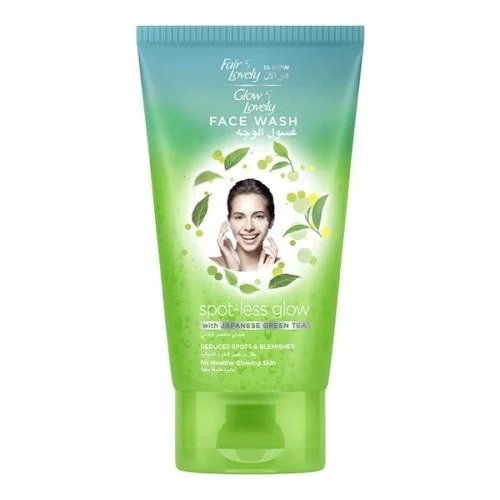 Fair & Lovely IS NOW
Glow & Lovely
FACE WASH
غسول الوجه
spot-less glow
with JAPANESE GREEN TEA
REDUCES SPOTS & BLEMISHES
for Healthy Glowing Skin